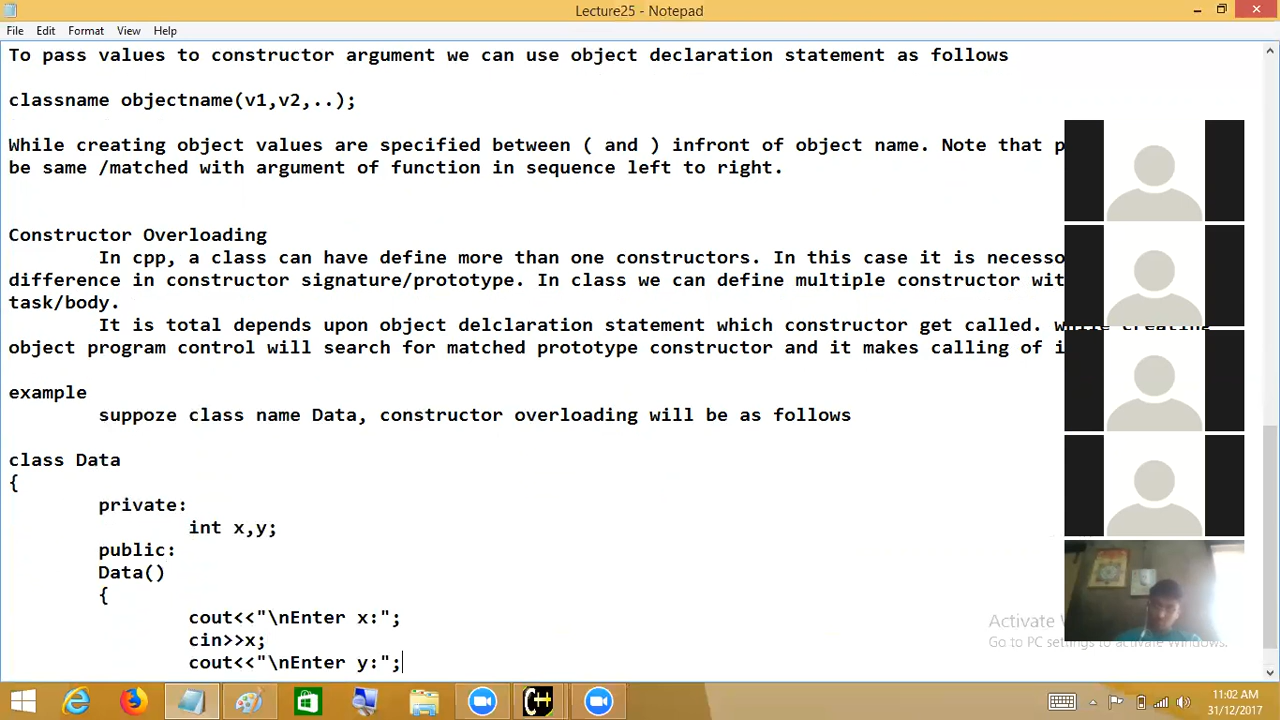 Lecture25 - Notepad
File Edit Format View Help
To pass values to constructor argument we can use object declaration statement as follows
classname objectname(v1,v2,..);
While creating object values are specified between ( and ) infront of object name. Note that
be same /matched with argument of function in sequence left to right.
Constructor Overloading
In cpp, a class can have define more than one constructors. In this case it is
difference in constructor signature/prototype. In class we can define multiple constructor
task/body.
It is total depends upon object delclaration statement which constructor get called. while creating
object program control will search for matched prototype constructor and it makes calling of
example
suppoze class name Data, constructor overloading will be as follows
class Data
{
private:
int x,y;
public:
Data()
{
cout<<"\nEnter x:";
cin>>x;
cout<<"\nEnter y:";
Activate
Go to PC settings to activate Windows.
11:02 AM
31/12/2017